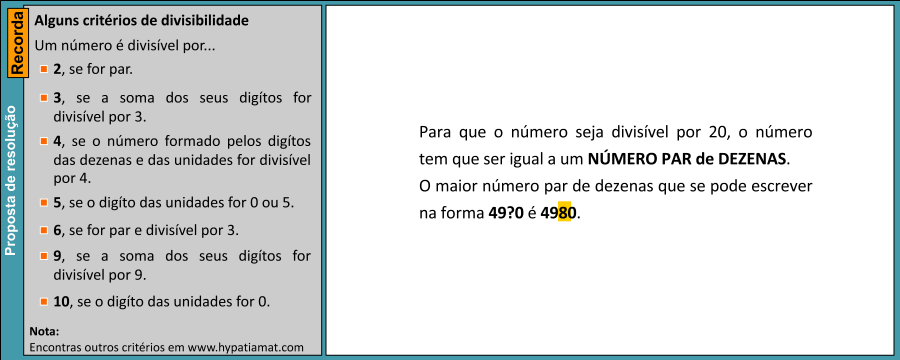 Recorda
Proposta de resolução
Alguns critérios de divisibilidade
Um número é divisível por...
2, se for par.
3, se a soma dos seus digítos for
divisível por 3.
4, se o número formado pelos digítos
das dezenas e das unidades for divisível
por 4.
5, se o digíto das unidades for 0 ou 5.
6, se for par e divisível por 3.
9, se a soma dos seus digítos for
divisível por 9.
10, se o digíto das unidades for 0.
Nota:
Encontras outros critérios em www.hypatiamat.com
Para que o número seja divisível por 20, o número
tem que ser igual a um NÚMERO PAR de DEZENAS.
O maior número par de dezenas que se pode escrever
na forma 49?0 é 4980.